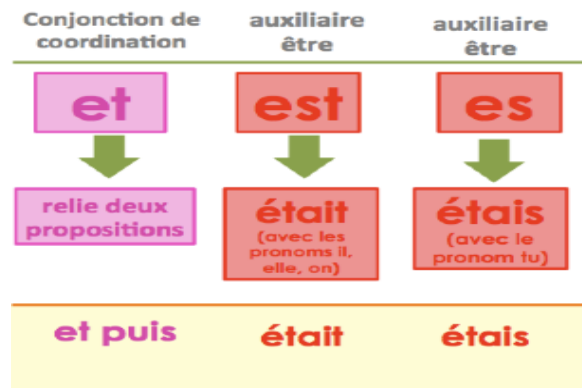 Conjonction de
coordination
auxiliaire
être
auxiliaire
être
et
est
es
relie deux
propositions
était
(avec les
pronoms il,
elle, on)
étais
(avec le
pronom tu)
et puis
était
étais